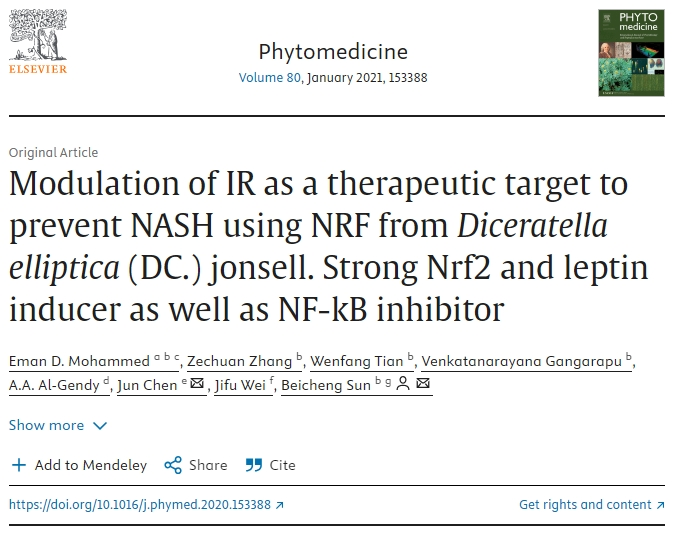 ELSEVIER
Phytomedicine
Volume 80, January 2021, 153388
PHYTO
medicine
Original Article
Modulation of IR as a therapeutic target to
prevent NASH using NRF from Diceratella
elliptica (DC.) jonsell. Strong Nrf2 and leptin
inducer as well as NF-kB inhibitor
Eman D. Mohammed a b c, Zechuan Zhang b, Wenfang Tian b, Venkatanarayana Gangarapu b,
A.A. Al-Gendy d, Jun Chen e, Jifu Wei f, Beicheng Sun b g
Show more
Add to Mendeley Share Cite
https://doi.org/10.1016/j.phymed.2020.153388 Get rights and content